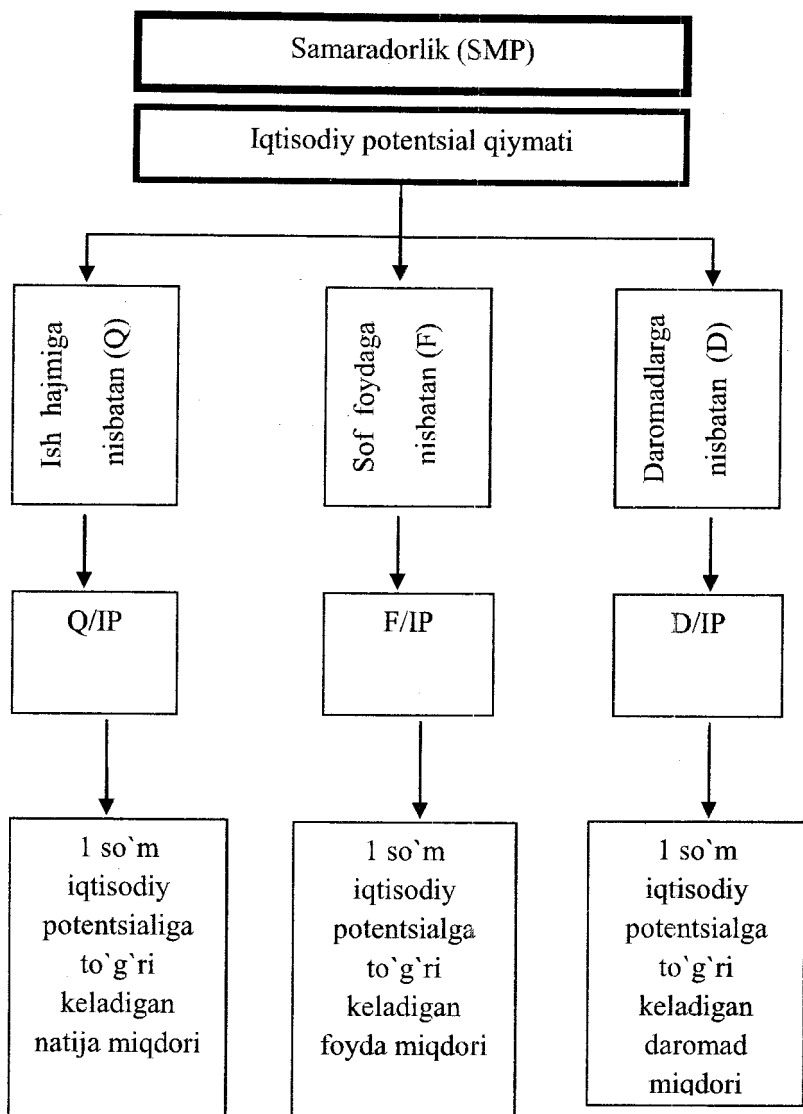 Samaradorlik (SMP)
Iqtisodiy potentsial qiymati
Ish hajmiga
nisbatan (Q)
Sof foydaga
nisbatan (F)
Daromadlarga
nisbatan (D)
Q/IP
F/IP
D/IP
1 so`m
iqtisodiy
potentsialiga
to`g`ri
keladigan
natija miqdori
1 so`m
iqtisodiy
potentsialga
to`g`ri
keladigan
foyda miqdori
1 so`m
iqtisodiy
potentsialga
to`g`ri
keladigan
daromad
miqdori